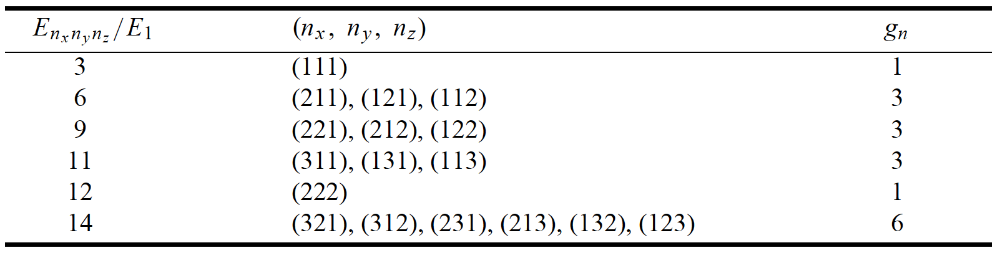 E_{n_x n_y n_z}/E_1 (n_x, n_y, n_z) g_n
3 (111) 1
6 (211), (121), (112) 3
9 (221), (212), (122) 3
11 (311), (131), (113) 3
12 (222) 1
14 (321), (312), (231), (213), (132), (123) 6